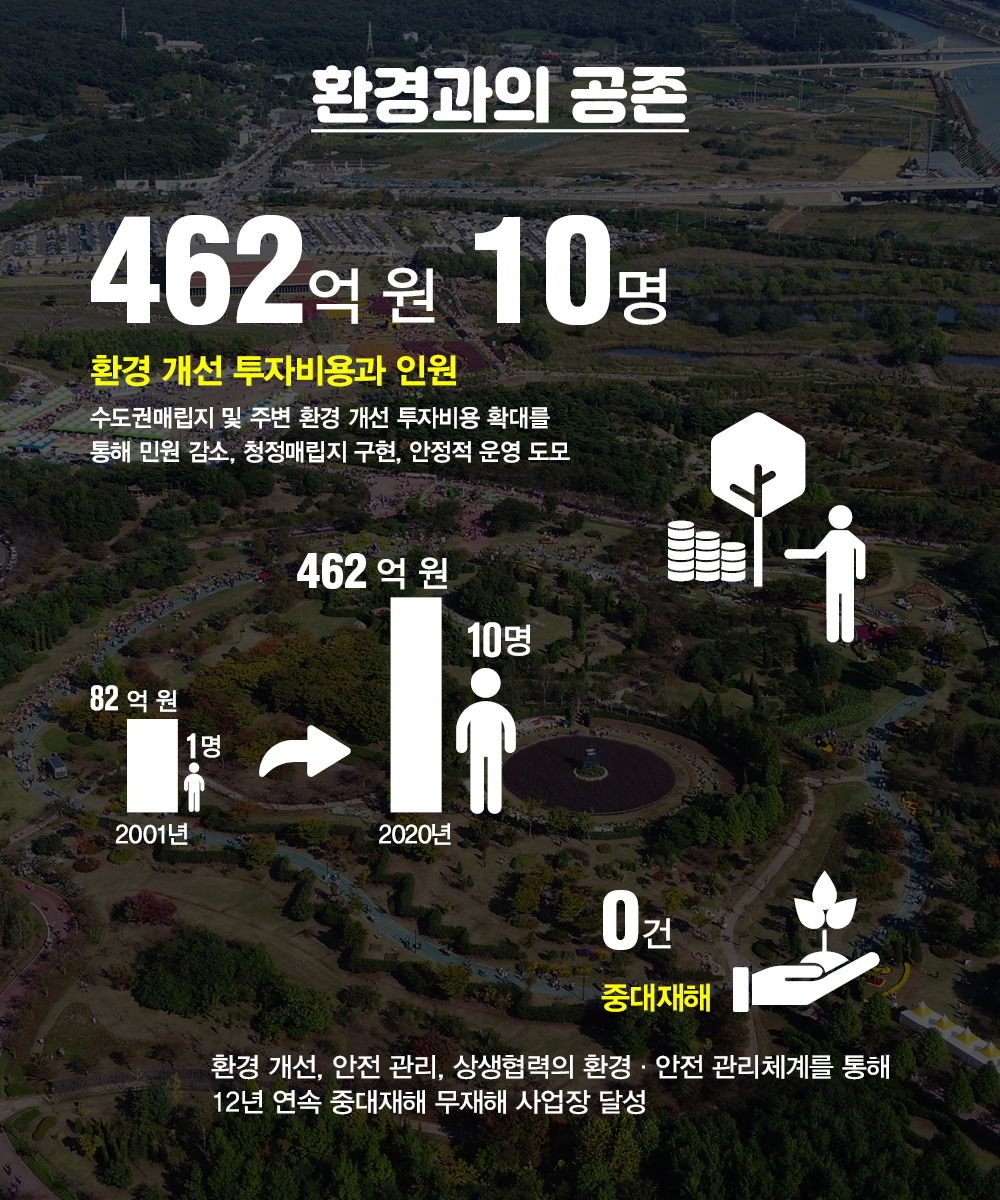 환경과의 공존
462억 원 10명
환경 개선 투자비용과 인원
수도권매립지 및 주변 환경 개선 투자비용 확대를
통해 민원 감소, 청정매립지 구현, 안정적 운영 도모
462 억 원
10명
82 억 원
1명
2001년
2020년
0건
중대재해
환경 개선, 안전 관리, 상생협력의 환경 · 안전 관리체계를 통해
12년 연속 중대재해 무재해 사업장 달성